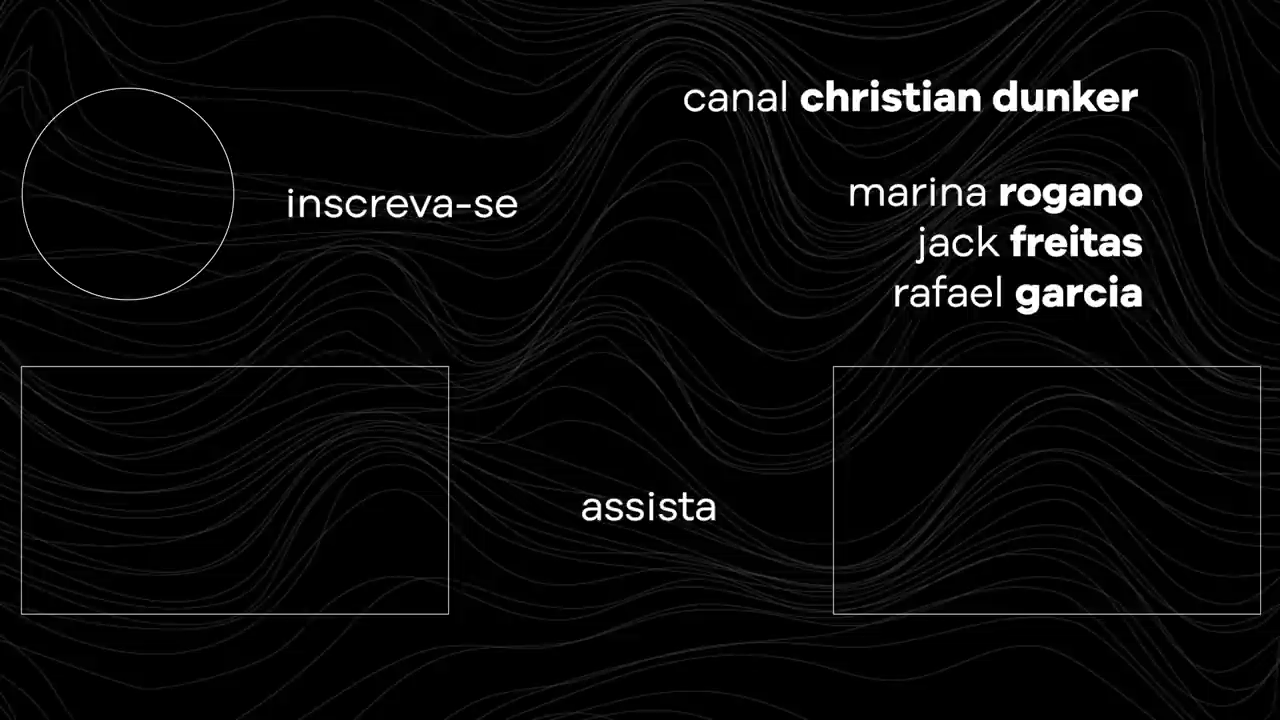 canal christian dunker
inscreva-se
marina rogano
jack freitas
rafael garcia
assista